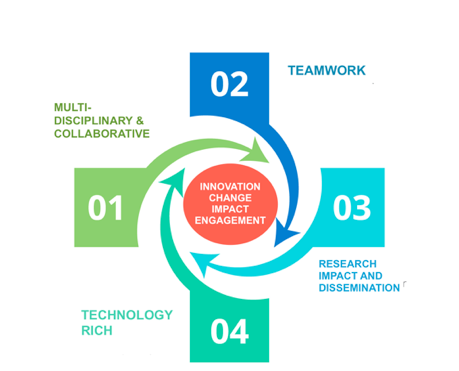 02
TEAMWORK
MULTI-
DISCIPLINARY &
COLLABORATIVE
INNOVATION
CHANGE
IMPACT
ENGAGEMENT
01
03
RESEARCH
IMPACT AND
DISSEMINATION
TECHNOLOGY
RICH
04